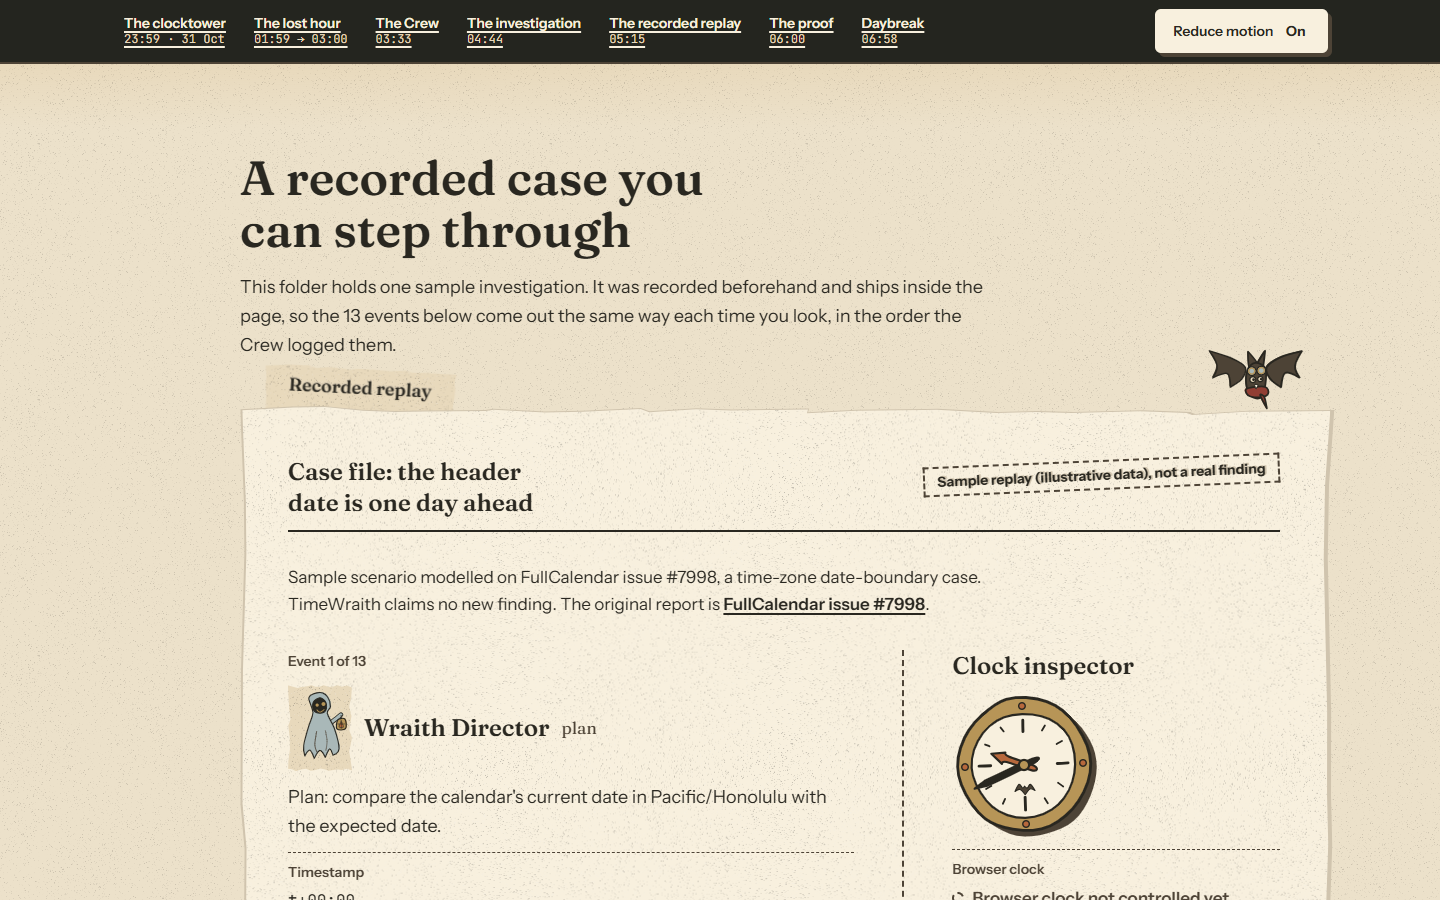 The clocktower
23:59 · 31 Oct
The lost hour
01:59 → 03:00
The Crew
03:33
The investigation
04:44
The recorded replay
05:15
The proof
06:00
Daybreak
06:58
Reduce motion On
A recorded case you
can step through
This folder holds one sample investigation. It was recorded beforehand and ships inside the
page, so the 13 events below come out the same way each time you look, in the order the
Crew logged them.
Recorded replay
Case file: the header
date is one day ahead
Sample replay (illustrative data), not a real finding
Sample scenario modelled on FullCalendar issue #7998, a time-zone date-boundary case.
TimeWraith claims no new finding. The original report is FullCalendar issue #7998.
Event 1 of 13
Wraith Director plan
Plan: compare the calendar's current date in Pacific/Honolulu with
the expected date.
Timestamp
t+00:00
Clock inspector
Browser clock
Browser clock not controlled yet